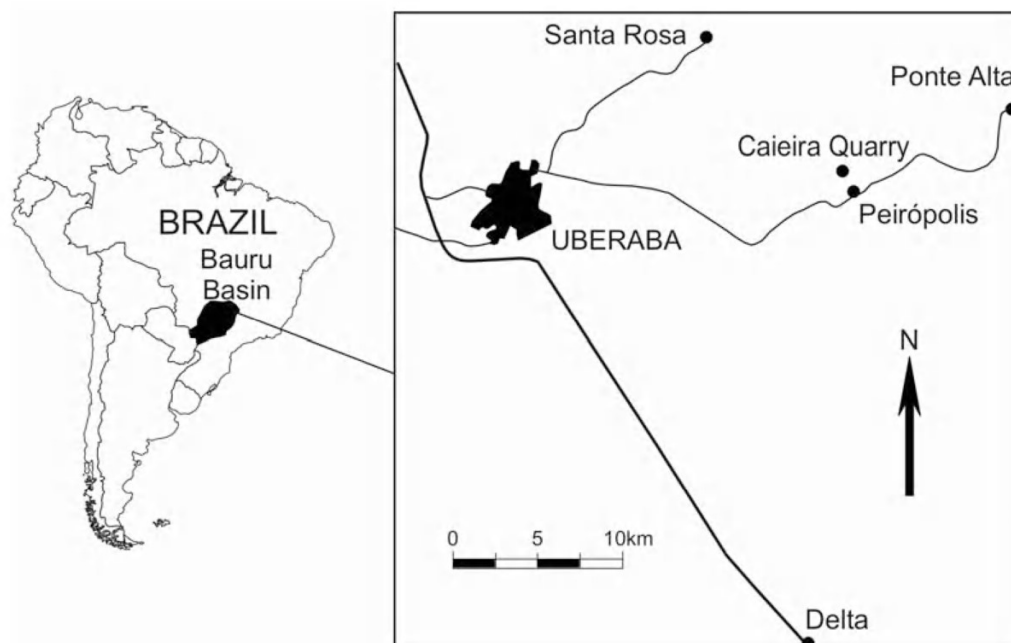 BRAZIL
Bauru
Basin
Santa Rosa
Ponte Alta
Caieira Quarry
Peirópolis
UBERABA
N
0 5 10km
Delta